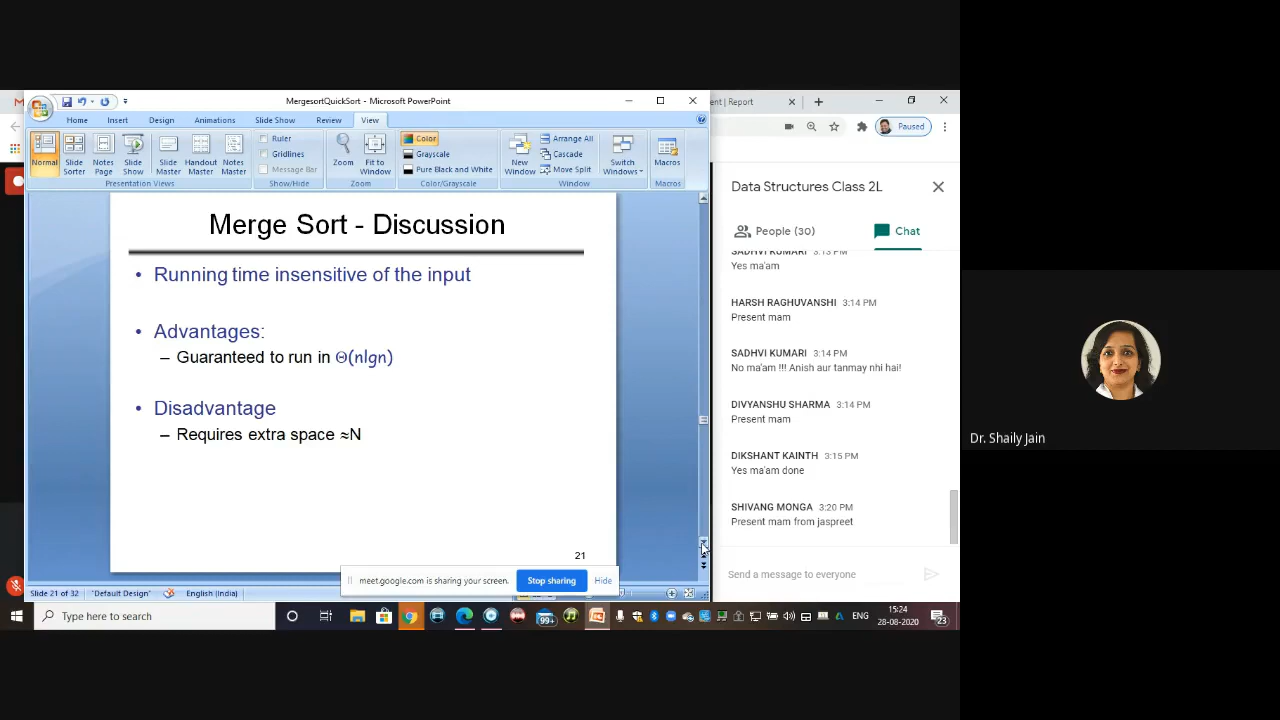 MergesortQuickSort - Microsoft PowerPoint
ent | Report
Home Insert Design Animations Slide Show Review View
Paused
Normal Slide Sorter Notes Page Slide Show Slide Master Handout Master Notes Master
Presentation Views
Ruler
Gridlines
Message Bar
Show/Hide
Zoom Fit to Window
Zoom
Color
Grayscale
Pure Black and White
Color/Grayscale
New Window
Arrange All
Cascade
Move Split
Switch Windows
Window
Macros
Macros
Merge Sort - Discussion
• Running time insensitive of the input
• Advantages:
– Guaranteed to run in Θ(nlgn)
• Disadvantage
– Requires extra space ≈N
21
meet.google.com is sharing your screen. Stop sharing Hide
Slide 21 of 32 "Default Design" English (India)
Data Structures Class 2L
People (30) Chat
SADHVI KUMARI 3:13 PM
Yes ma'am
HARSH RAGHUVANSHI 3:14 PM
Present mam
SADHVI KUMARI 3:14 PM
No ma'am !!! Anish aur tanmay nhi hai!
DIVYANSHU SHARMA 3:14 PM
Present mam
DIKSHANT KAINTH 3:15 PM
Yes ma'am done
SHIVANG MONGA 3:20 PM
Present mam from jaspreet
Send a message to everyone
Type here to search
99+
ENG
15:24
28-08-2020
23
Dr. Shaily Jain